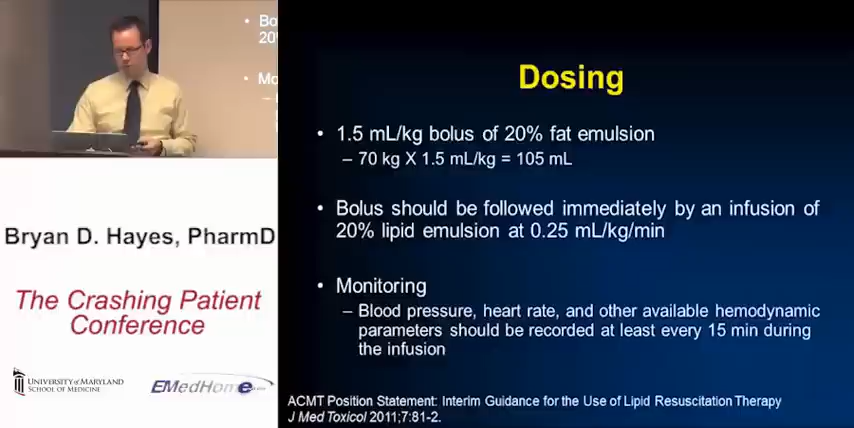 Dosing
• 1.5 mL/kg bolus of 20% fat emulsion
– 70 kg X 1.5 mL/kg = 105 mL
• Bolus should be followed immediately by an infusion of
20% lipid emulsion at 0.25 mL/kg/min
• Monitoring
– Blood pressure, heart rate, and other available hemodynamic
parameters should be recorded at least every 15 min during
the infusion
ACMT Position Statement: Interim Guidance for the Use of Lipid Resuscitation Therapy
J Med Toxicol 2011;7:81-2.
• Bo
20%
• Mo
–
Bryan D. Hayes, PharmD
The Crashing Patient
Conference
UNIVERSITY of MARYLAND
SCHOOL OF MEDICINE
EMedHome